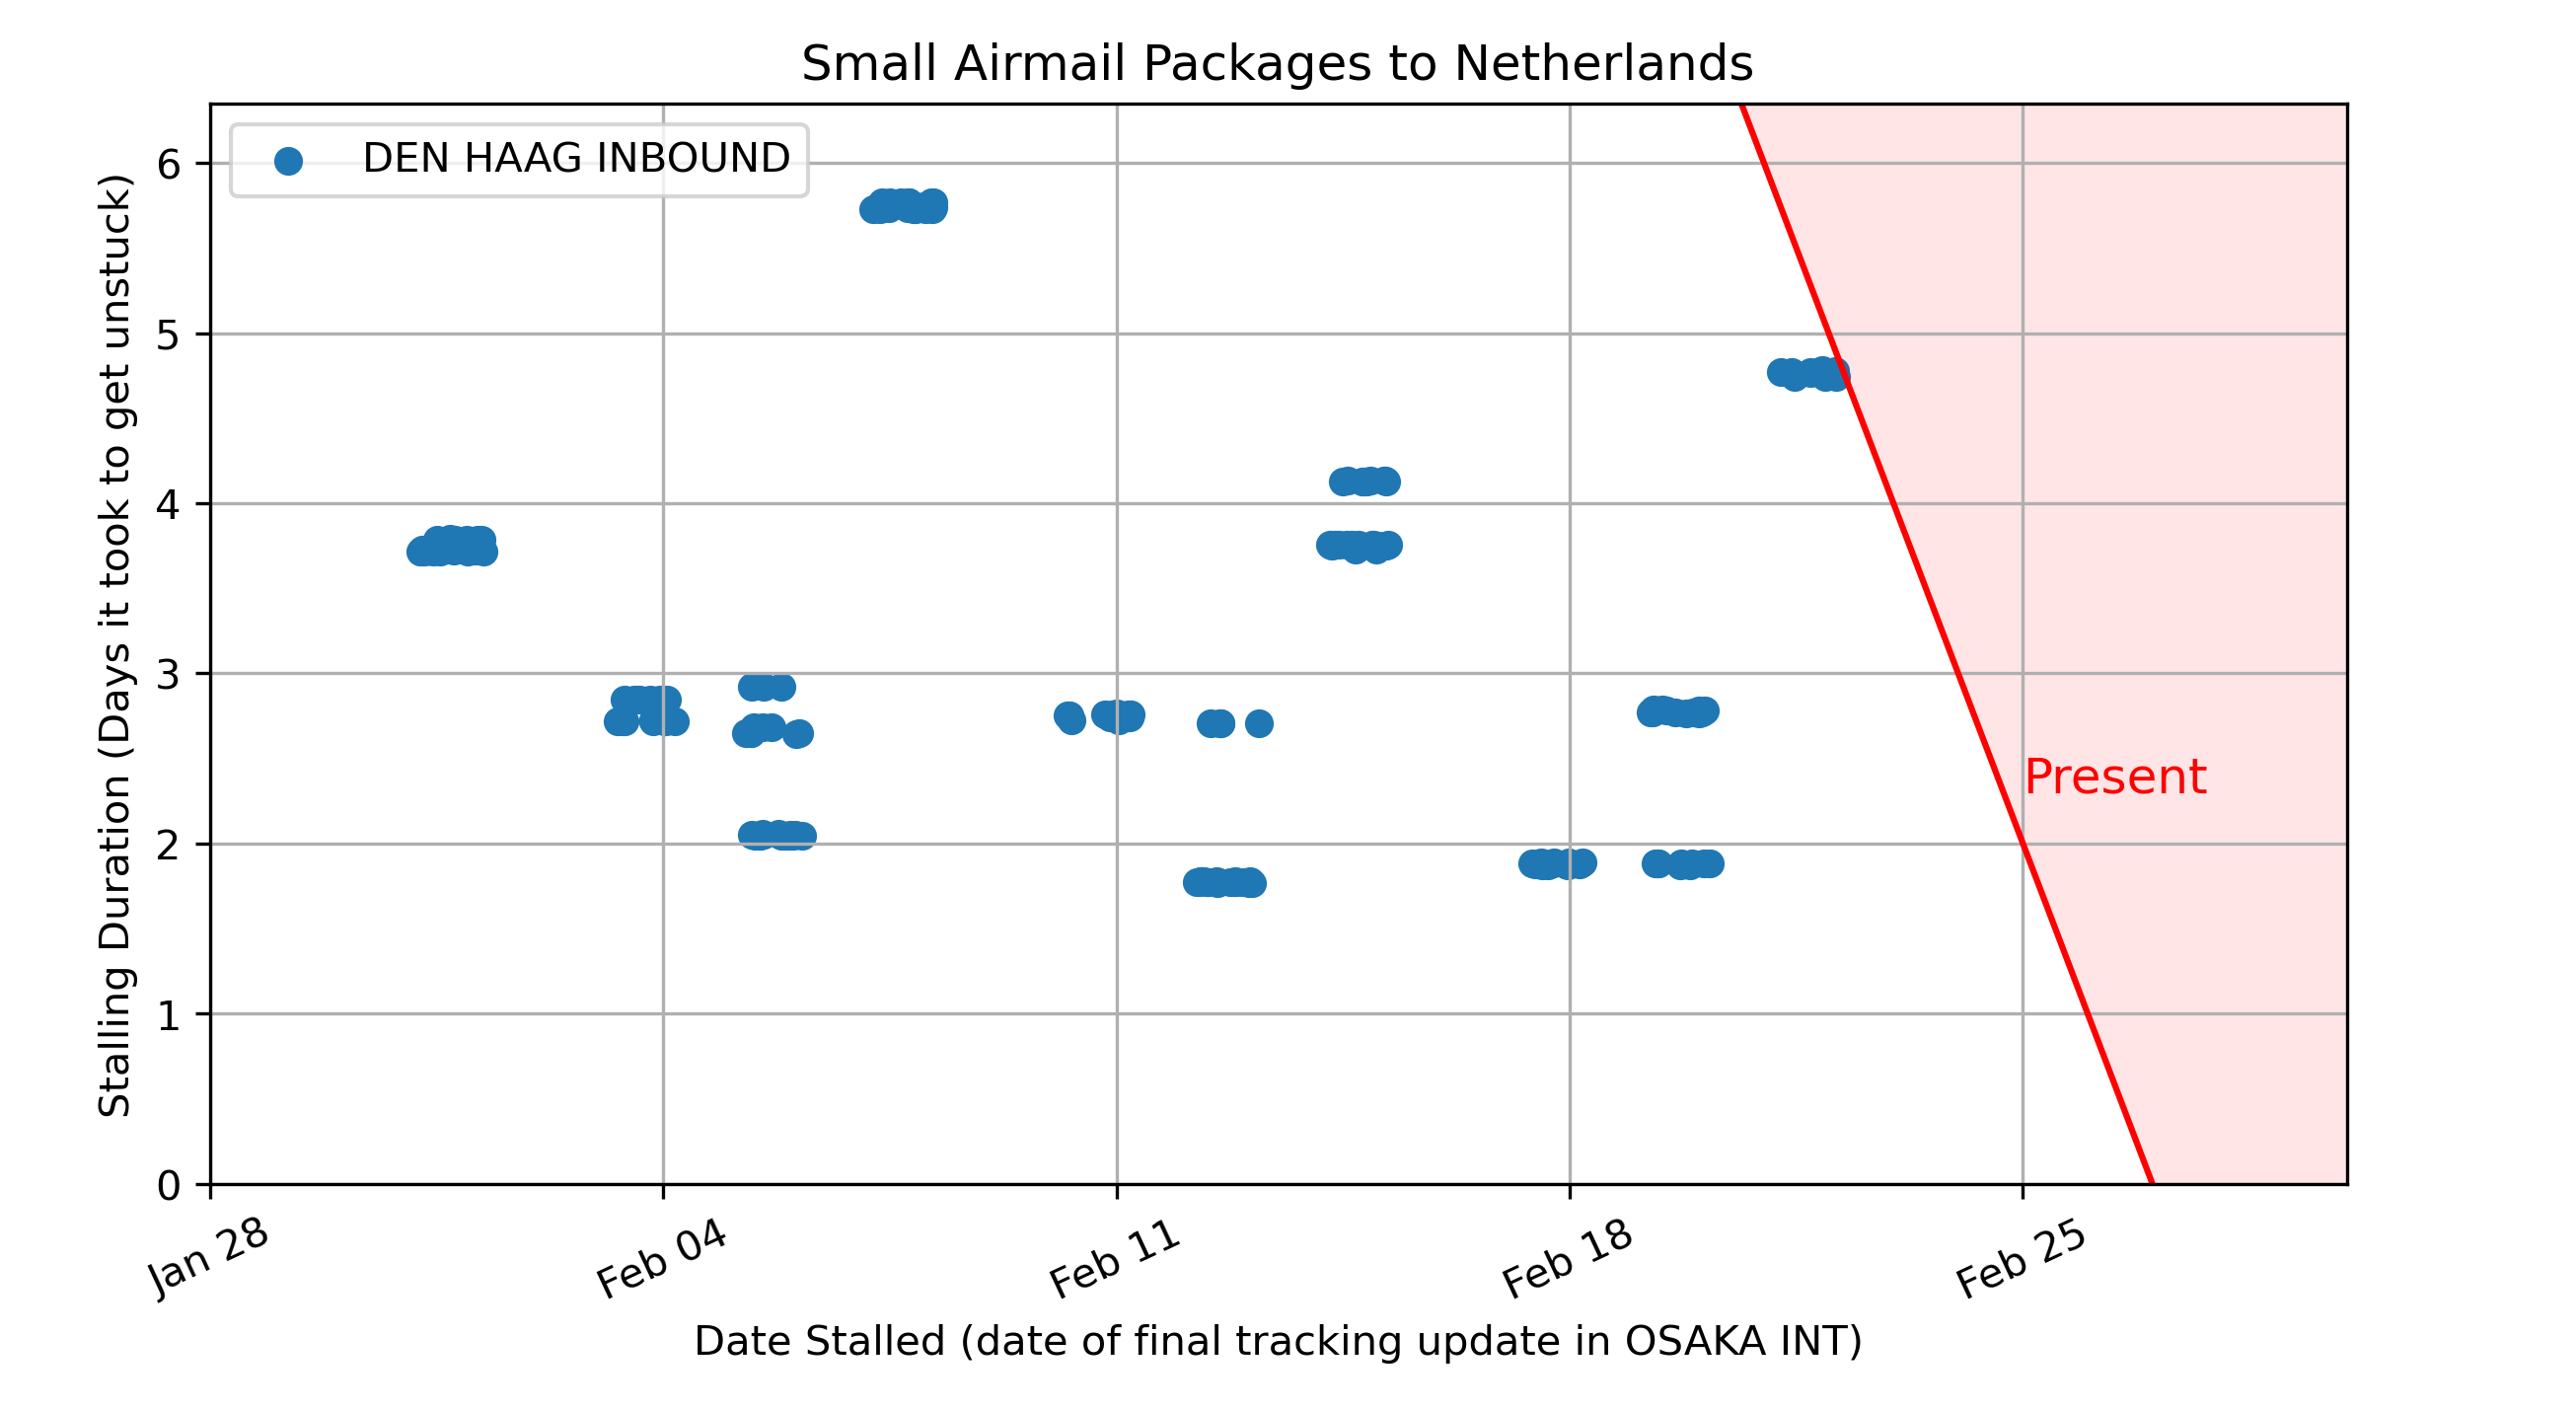 Small Airmail Packages to Netherlands
DEN HAAG INBOUND
Stalling Duration (Days it took to get unstuck)
6
5
4
3
2
1
0
Present
Jan 28
Feb 04
Feb 11
Feb 18
Feb 25
Date Stalled (date of final tracking update in OSAKA INT)